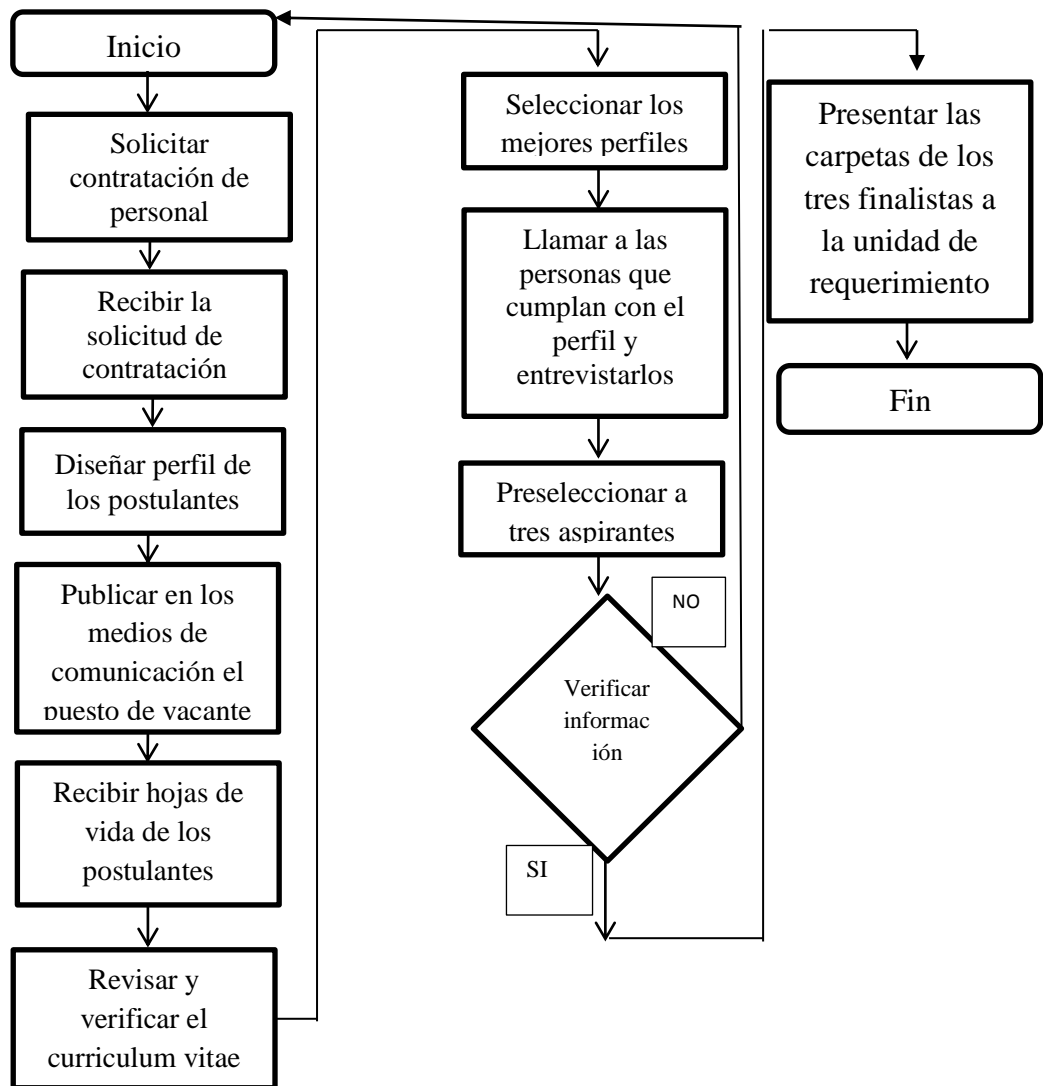 Inicio
Solicitar
contratación de
personal
Recibir la
solicitud de
contratación
Diseñar perfil de
los postulantes
Publicar en los
medios de
comunicación el
puesto de vacante
Recibir hojas de
vida de los
postulantes
Revisar y
verificar el
curriculum vitae
Seleccionar los
mejores perfiles
Llamar a las
personas que
cumplan con el
perfil y
entrevistarlos
Preseleccionar a
tres aspirantes
NO
Verificar
informac
ión
SI
Presentar las
carpetas de los
tres finalistas a
la unidad de
requerimiento
Fin